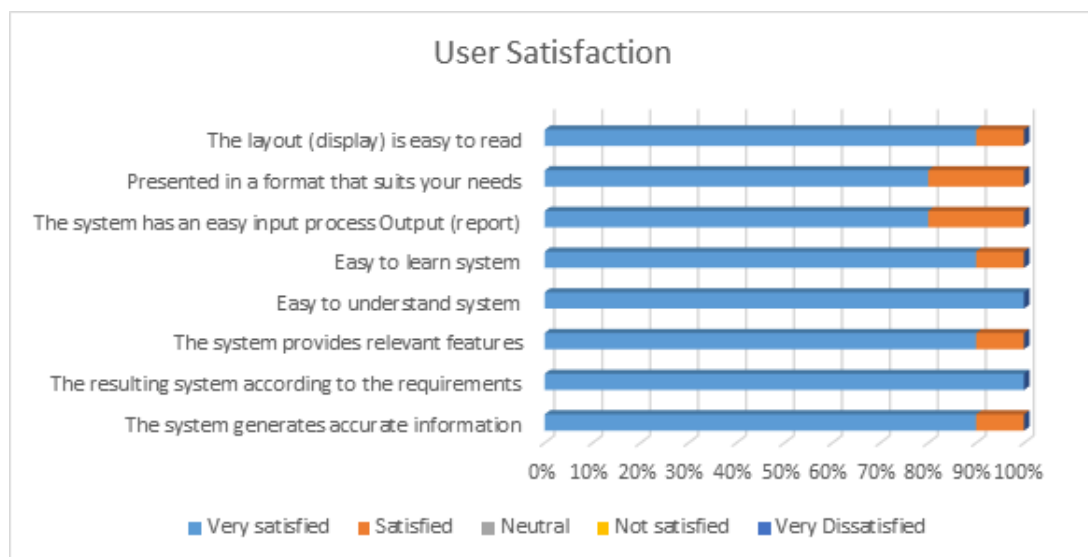 User Satisfaction
The layout (display) is easy to read
Presented in a format that suits your needs
The system has an easy input process Output (report)
Easy to learn system
Easy to understand system
The system provides relevant features
The resulting system according to the requirements
The system generates accurate information
0% 10% 20% 30% 40% 50% 60% 70% 80% 90% 100%
Very satisfied Satisfied Neutral Not satisfied Very Dissatisfied